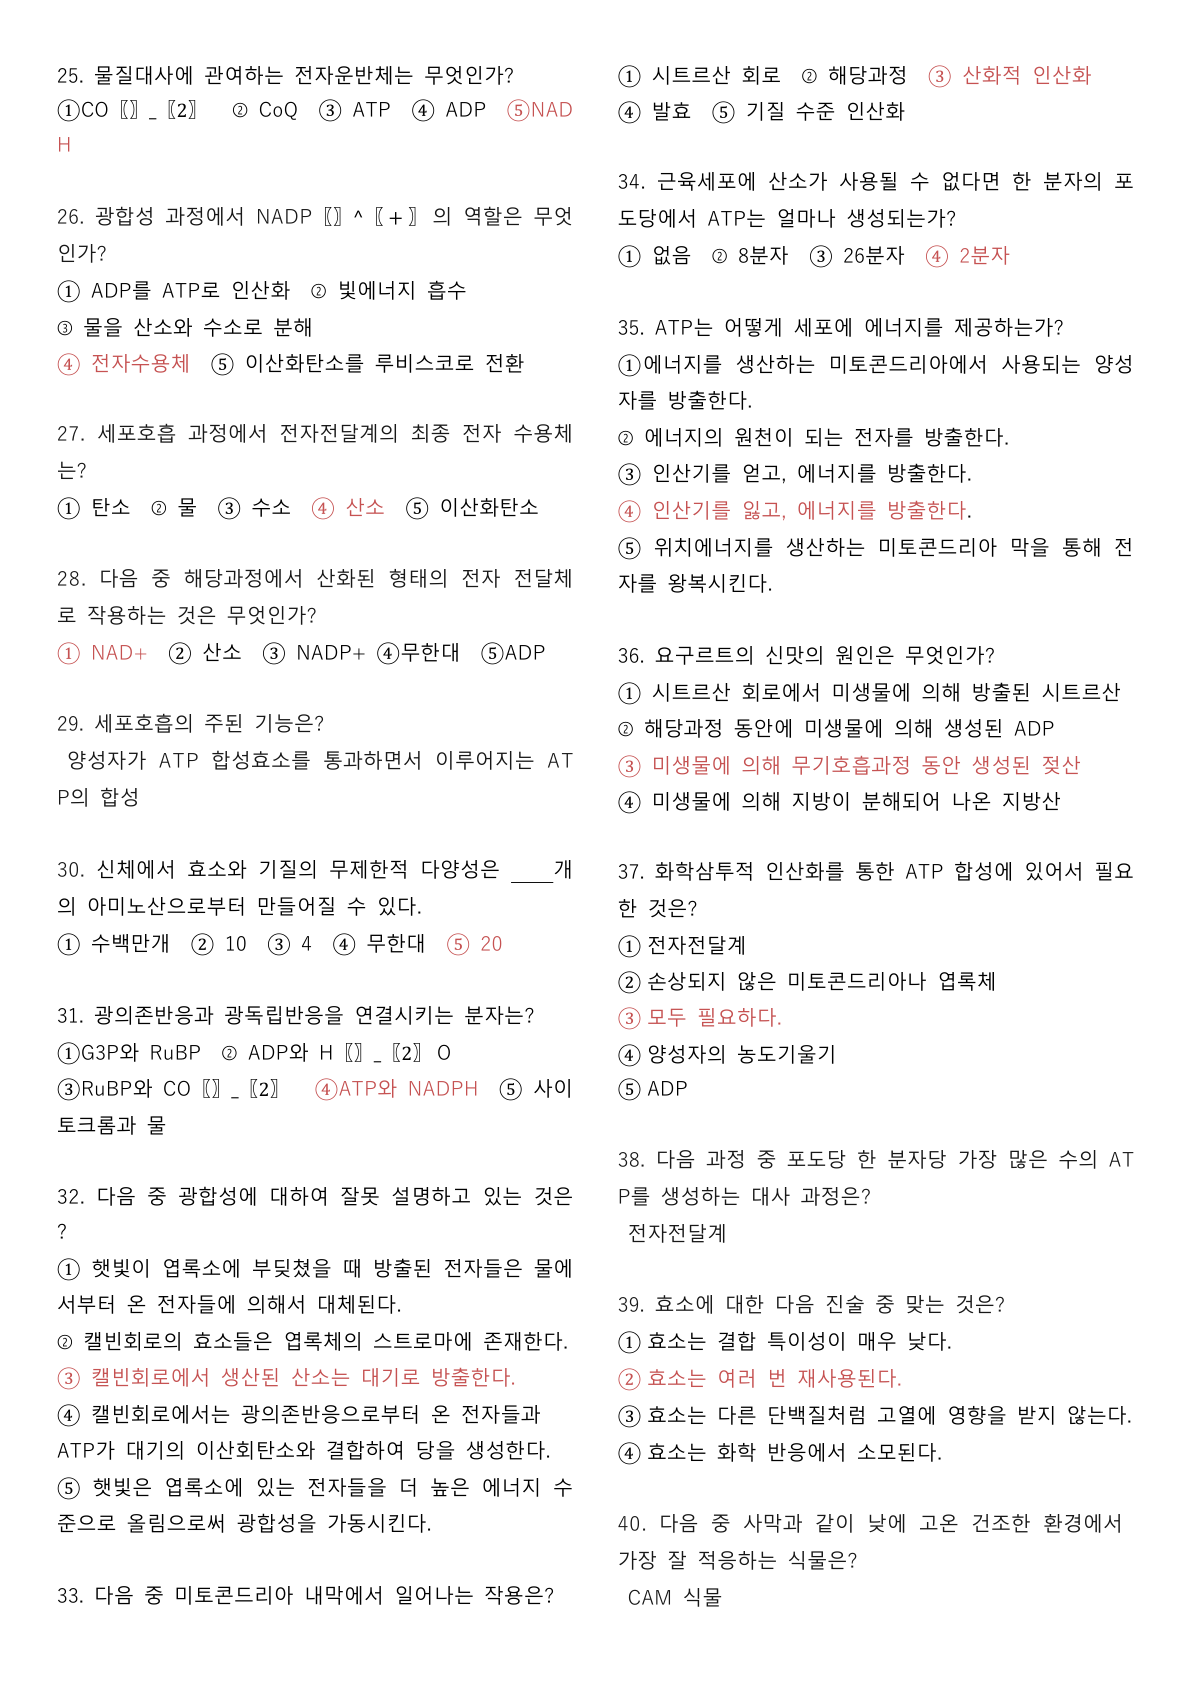 25. 물질대사에 관여하는 전자운반체는 무엇인가?
①CO〖〗_〖2〗 ② CoQ ③ ATP ④ ADP ⑤NAD
H
26. 광합성 과정에서 NADP〖〗^〖+〗의 역할은 무엇
인가?
① ADP를 ATP로 인산화 ② 빛에너지 흡수
③ 물을 산소와 수소로 분해
④ 전자수용체 ⑤ 이산화탄소를 루비스코로 전환
27. 세포호흡 과정에서 전자전달계의 최종 전자 수용체
는?
① 탄소 ② 물 ③ 수소 ④ 산소 ⑤ 이산화탄소
28. 다음 중 해당과정에서 산화된 형태의 전자 전달체
로 작용하는 것은 무엇인가?
① NAD+ ② 산소 ③ NADP+ ④무한대 ⑤ADP
29. 세포호흡의 주된 기능은?
양성자가 ATP 합성효소를 통과하면서 이루어지는 AT
P의 합성
30. 신체에서 효소와 기질의 무제한적 다양성은 ____개
의 아미노산으로부터 만들어질 수 있다.
① 수백만개 ② 10 ③ 4 ④ 무한대 ⑤ 20
31. 광의존반응과 광독립반응을 연결시키는 분자는?
①G3P와 RuBP ② ADP와 H〖〗_〖2〗O
③RuBP와 CO〖〗_〖2〗 ④ATP와 NADPH ⑤ 사이
토크롬과 물
32. 다음 중 광합성에 대하여 잘못 설명하고 있는 것은
?
① 햇빛이 엽록소에 부딪쳤을 때 방출된 전자들은 물에
서부터 온 전자들에 의해서 대체된다.
② 캘빈회로의 효소들은 엽록체의 스트로마에 존재한다.
③ 캘빈회로에서 생산된 산소는 대기로 방출한다.
④ 캘빈회로에서는 광의존반응으로부터 온 전자들과
ATP가 대기의 이산회탄소와 결합하여 당을 생성한다.
⑤ 햇빛은 엽록소에 있는 전자들을 더 높은 에너지 수
준으로 올림으로써 광합성을 가동시킨다.
33. 다음 중 미토콘드리아 내막에서 일어나는 작용은?
① 시트르산 회로 ② 해당과정 ③ 산화적 인산화
④ 발효 ⑤ 기질 수준 인산화
34. 근육세포에 산소가 사용될 수 없다면 한 분자의 포
도당에서 ATP는 얼마나 생성되는가?
① 없음 ② 8분자 ③ 26분자 ④ 2분자
35. ATP는 어떻게 세포에 에너지를 제공하는가?
①에너지를 생산하는 미토콘드리아에서 사용되는 양성
자를 방출한다.
② 에너지의 원천이 되는 전자를 방출한다.
③ 인산기를 얻고, 에너지를 방출한다.
④ 인산기를 잃고, 에너지를 방출한다.
⑤ 위치에너지를 생산하는 미토콘드리아 막을 통해 전
자를 왕복시킨다.
36. 요구르트의 신맛의 원인은 무엇인가?
① 시트르산 회로에서 미생물에 의해 방출된 시트르산
② 해당과정 동안에 미생물에 의해 생성된 ADP
③ 미생물에 의해 무기호흡과정 동안 생성된 젖산
④ 미생물에 의해 지방이 분해되어 나온 지방산
37. 화학삼투적 인산화를 통한 ATP 합성에 있어서 필요
한 것은?
① 전자전달계
② 손상되지 않은 미토콘드리아나 엽록체
③ 모두 필요하다.
④ 양성자의 농도기울기
⑤ ADP
38. 다음 과정 중 포도당 한 분자당 가장 많은 수의 AT
P를 생성하는 대사 과정은?
전자전달계
39. 효소에 대한 다음 진술 중 맞는 것은?
① 효소는 결합 특이성이 매우 낮다.
② 효소는 여러 번 재사용된다.
③ 효소는 다른 단백질처럼 고열에 영향을 받지 않는다.
④ 효소는 화학 반응에서 소모된다.
40. 다음 중 사막과 같이 낮에 고온 건조한 환경에서
가장 잘 적응하는 식물은?
CAM 식물